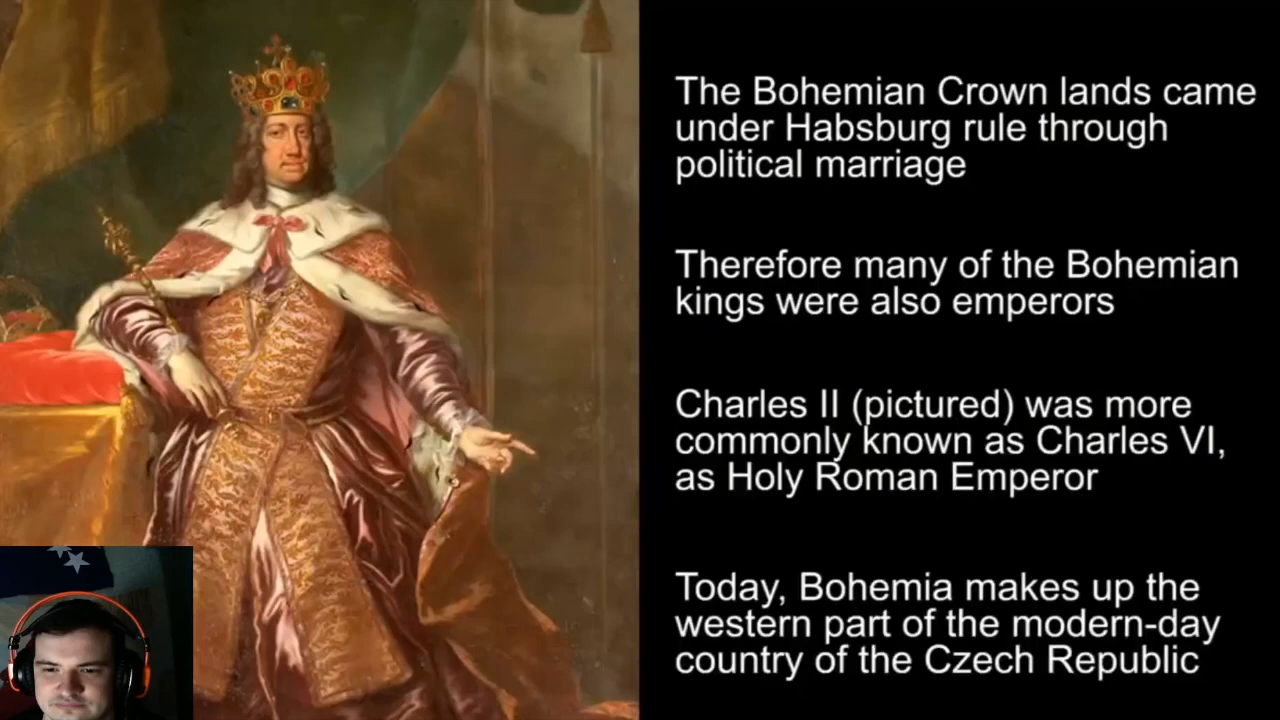 The Bohemian Crown lands came
under Habsburg rule through
political marriage
Therefore many of the Bohemian
kings were also emperors
Charles II (pictured) was more
commonly known as Charles VI,
as Holy Roman Emperor
Today, Bohemia makes up the
western part of the modern-day
country of the Czech Republic